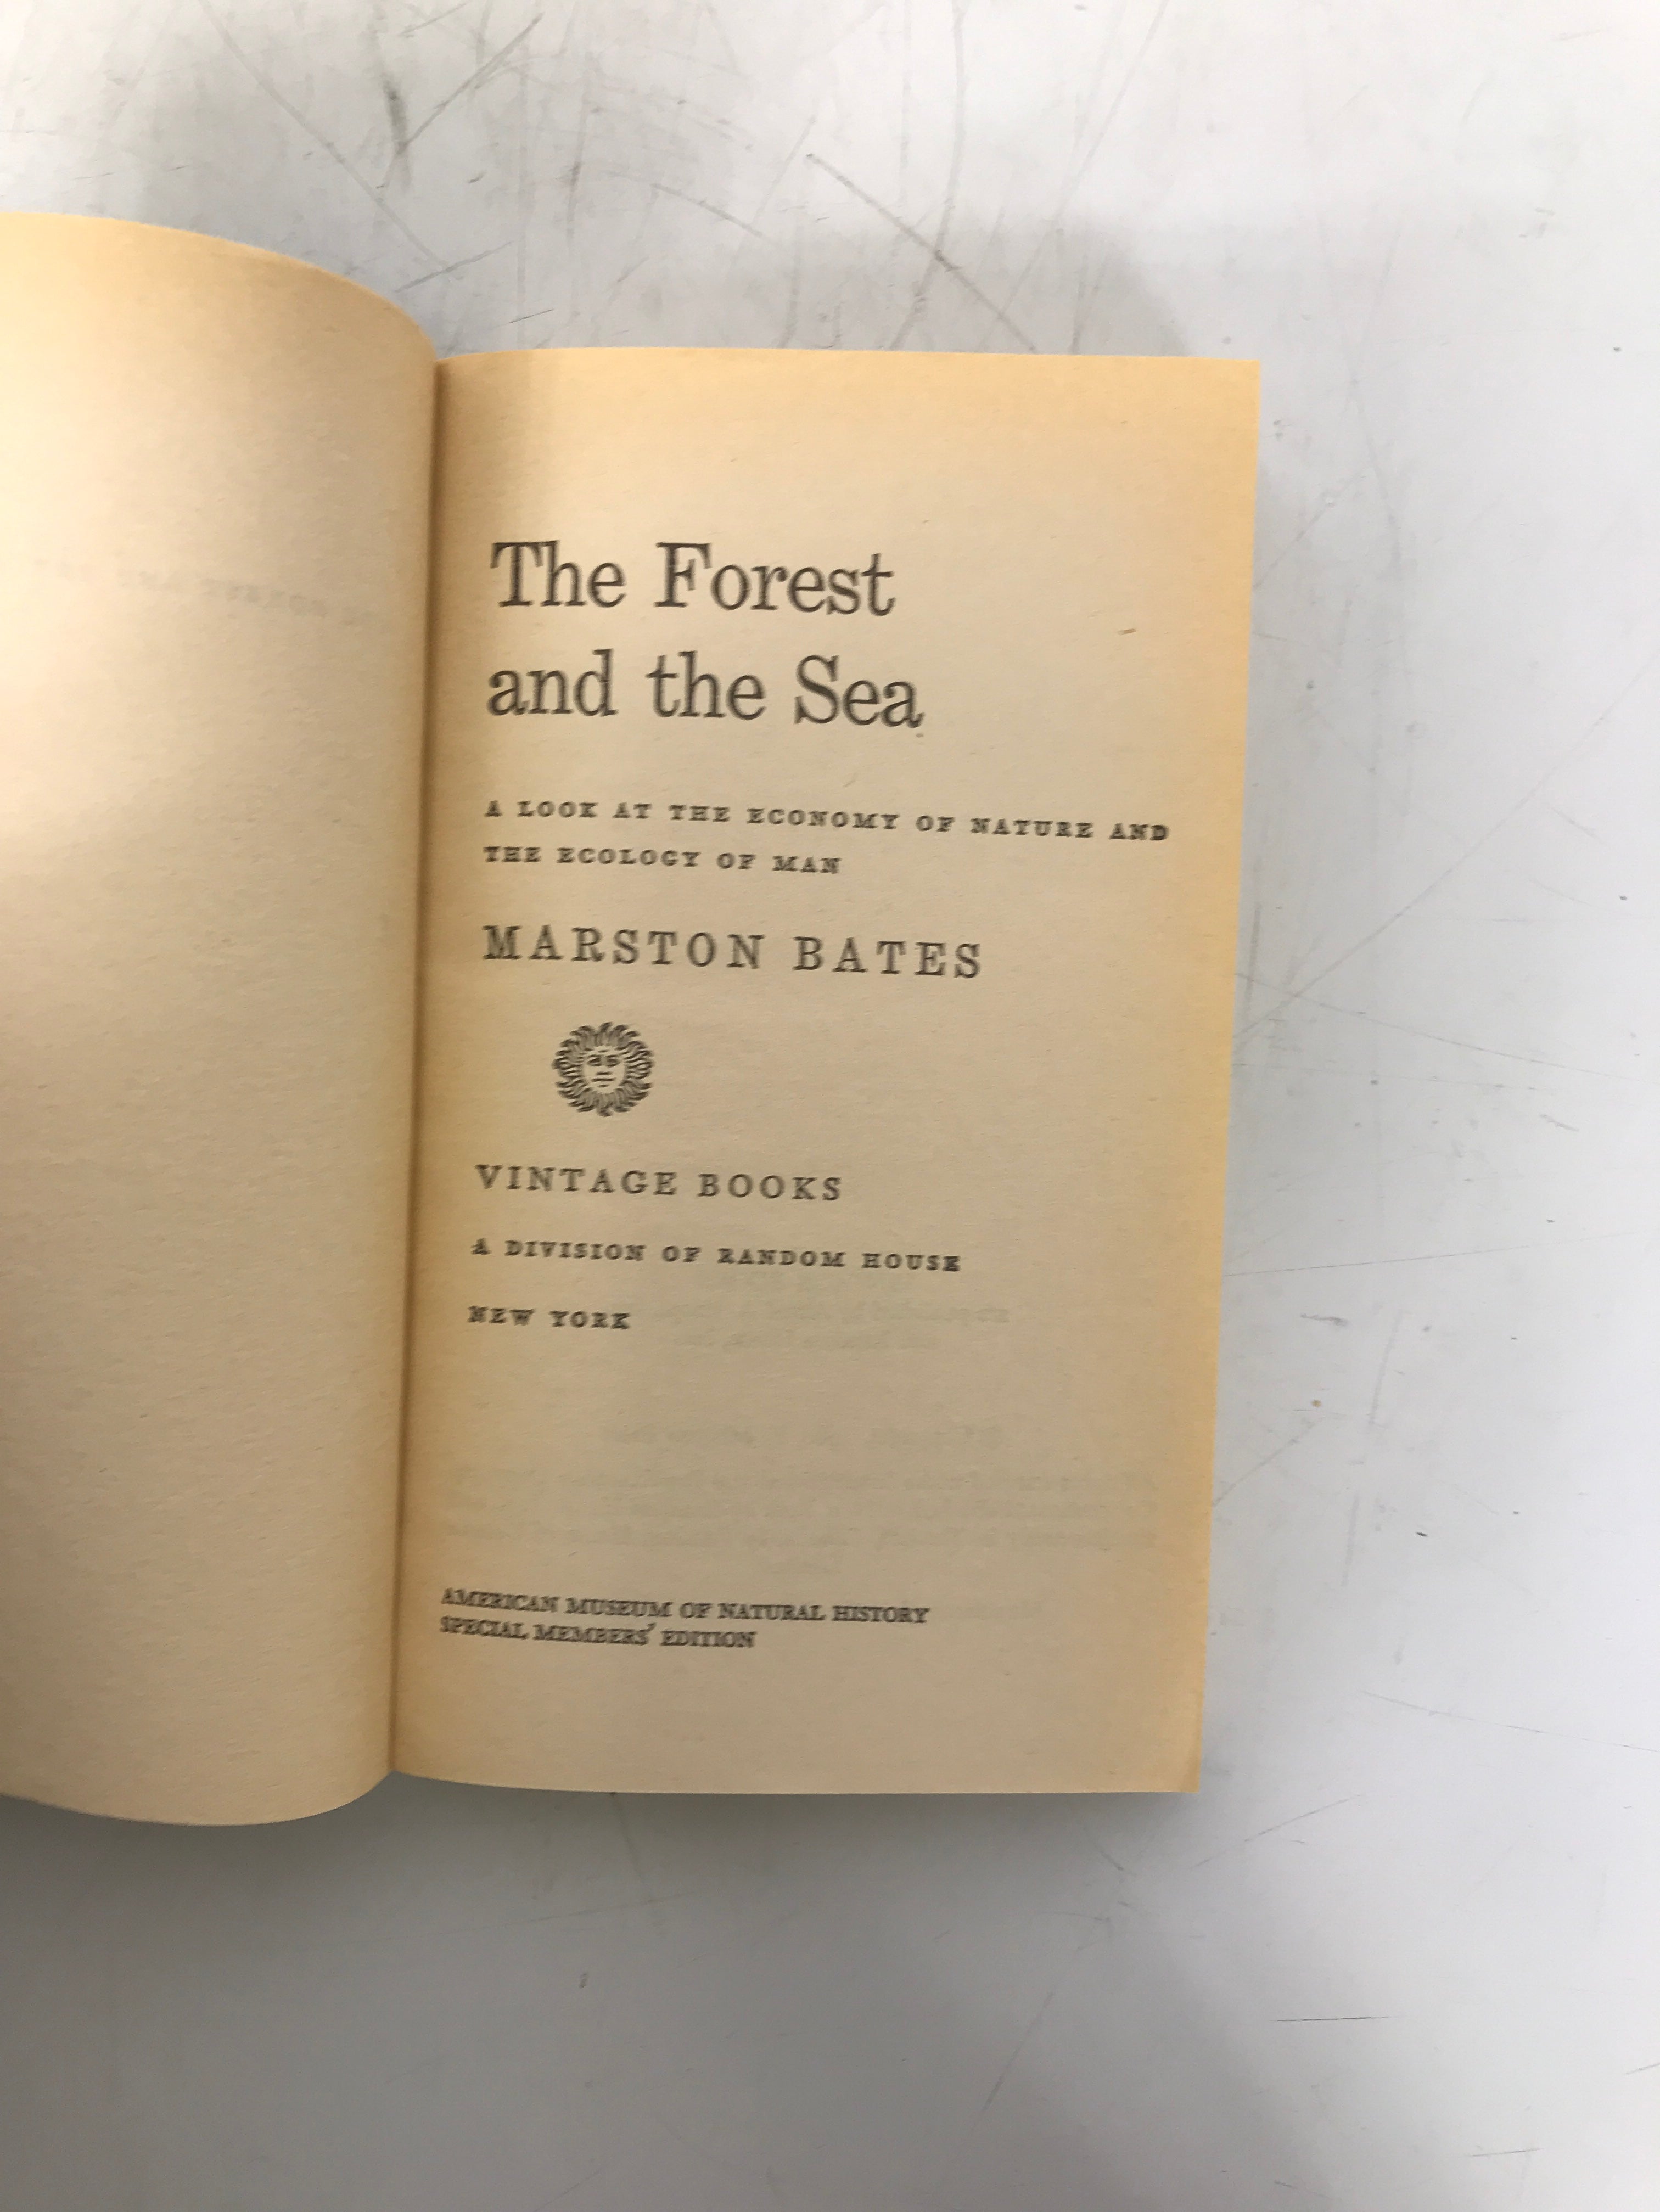 The Forest
and the Sea
A LOOK AT THE ECONOMY OF NATURE AND
THE ECOLOGY OF MAN
MARSTON BATES
VINTAGE BOOKS
A DIVISION OF RANDOM HOUSE
NEW YORK
AMERICAN MUSEUM OF NATURAL HISTORY
SPECIAL MEMBERS' EDITION